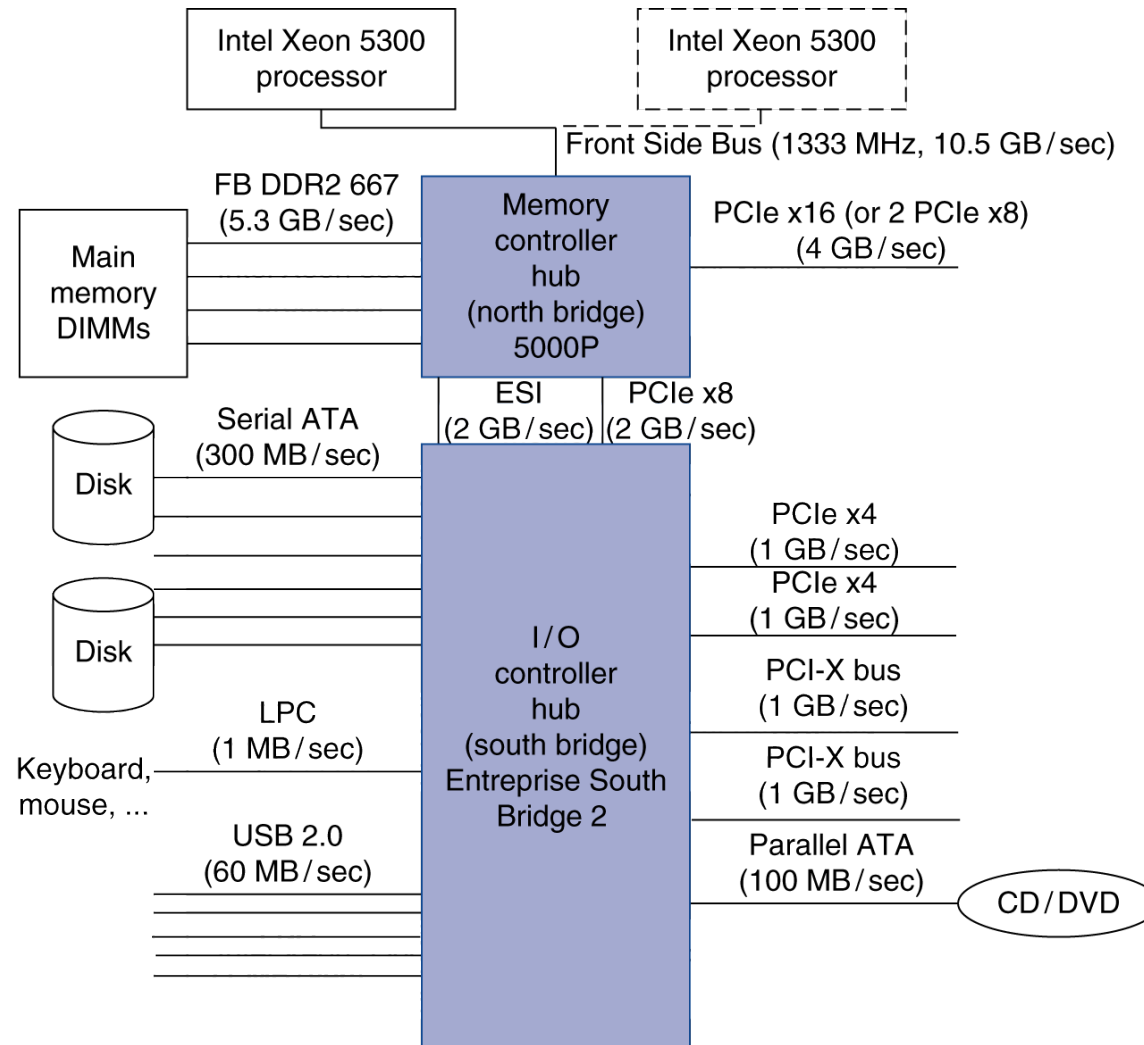 Intel Xeon 5300
processor
Intel Xeon 5300
processor
Front Side Bus (1333 MHz, 10.5 GB/sec)
FB DDR2 667
(5.3 GB/sec)
Main
memory
DIMMs
Memory
controller
hub
(north bridge)
5000P
PCIe x16 (or 2 PCIe x8)
(4 GB/sec)
ESI
(2 GB/sec)
PCIe x8
(2 GB/sec)
Serial ATA
(300 MB/sec)
Disk
Disk
LPC
(1 MB/sec)
Keyboard,
mouse, ...
USB 2.0
(60 MB/sec)
I/O
controller
hub
(south bridge)
Entreprise South
Bridge 2
PCIe x4
(1 GB/sec)
PCIe x4
(1 GB/sec)
PCI-X bus
(1 GB/sec)
PCI-X bus
(1 GB/sec)
Parallel ATA
(100 MB/sec)
CD/DVD